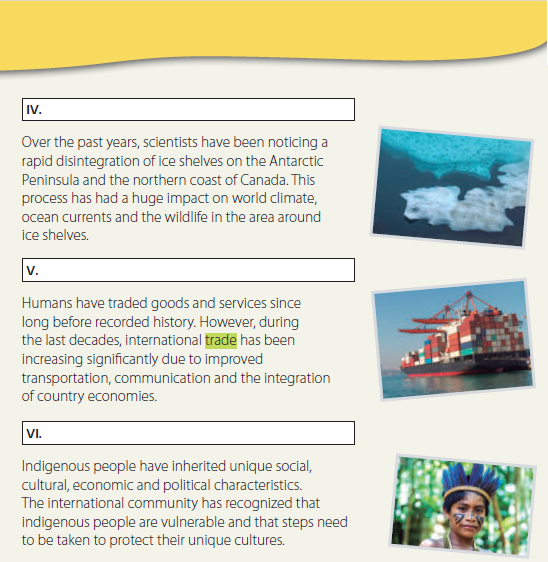 IV.
Over the past years, scientists have been noticing a
rapid disintegration of ice shelves on the Antarctic
Peninsula and the northern coast of Canada. This
process has had a huge impact on world climate,
ocean currents and the wildlife in the area around
ice shelves.
V.
Humans have traded goods and services since
long before recorded history. However, during
the last decades, international trade has been
increasing significantly due to improved
transportation, communication and the integration
of country economies.
VI.
Indigenous people have inherited unique social,
cultural, economic and political characteristics.
The international community has recognized that
indigenous people are vulnerable and that steps need
to be taken to protect their unique cultures.